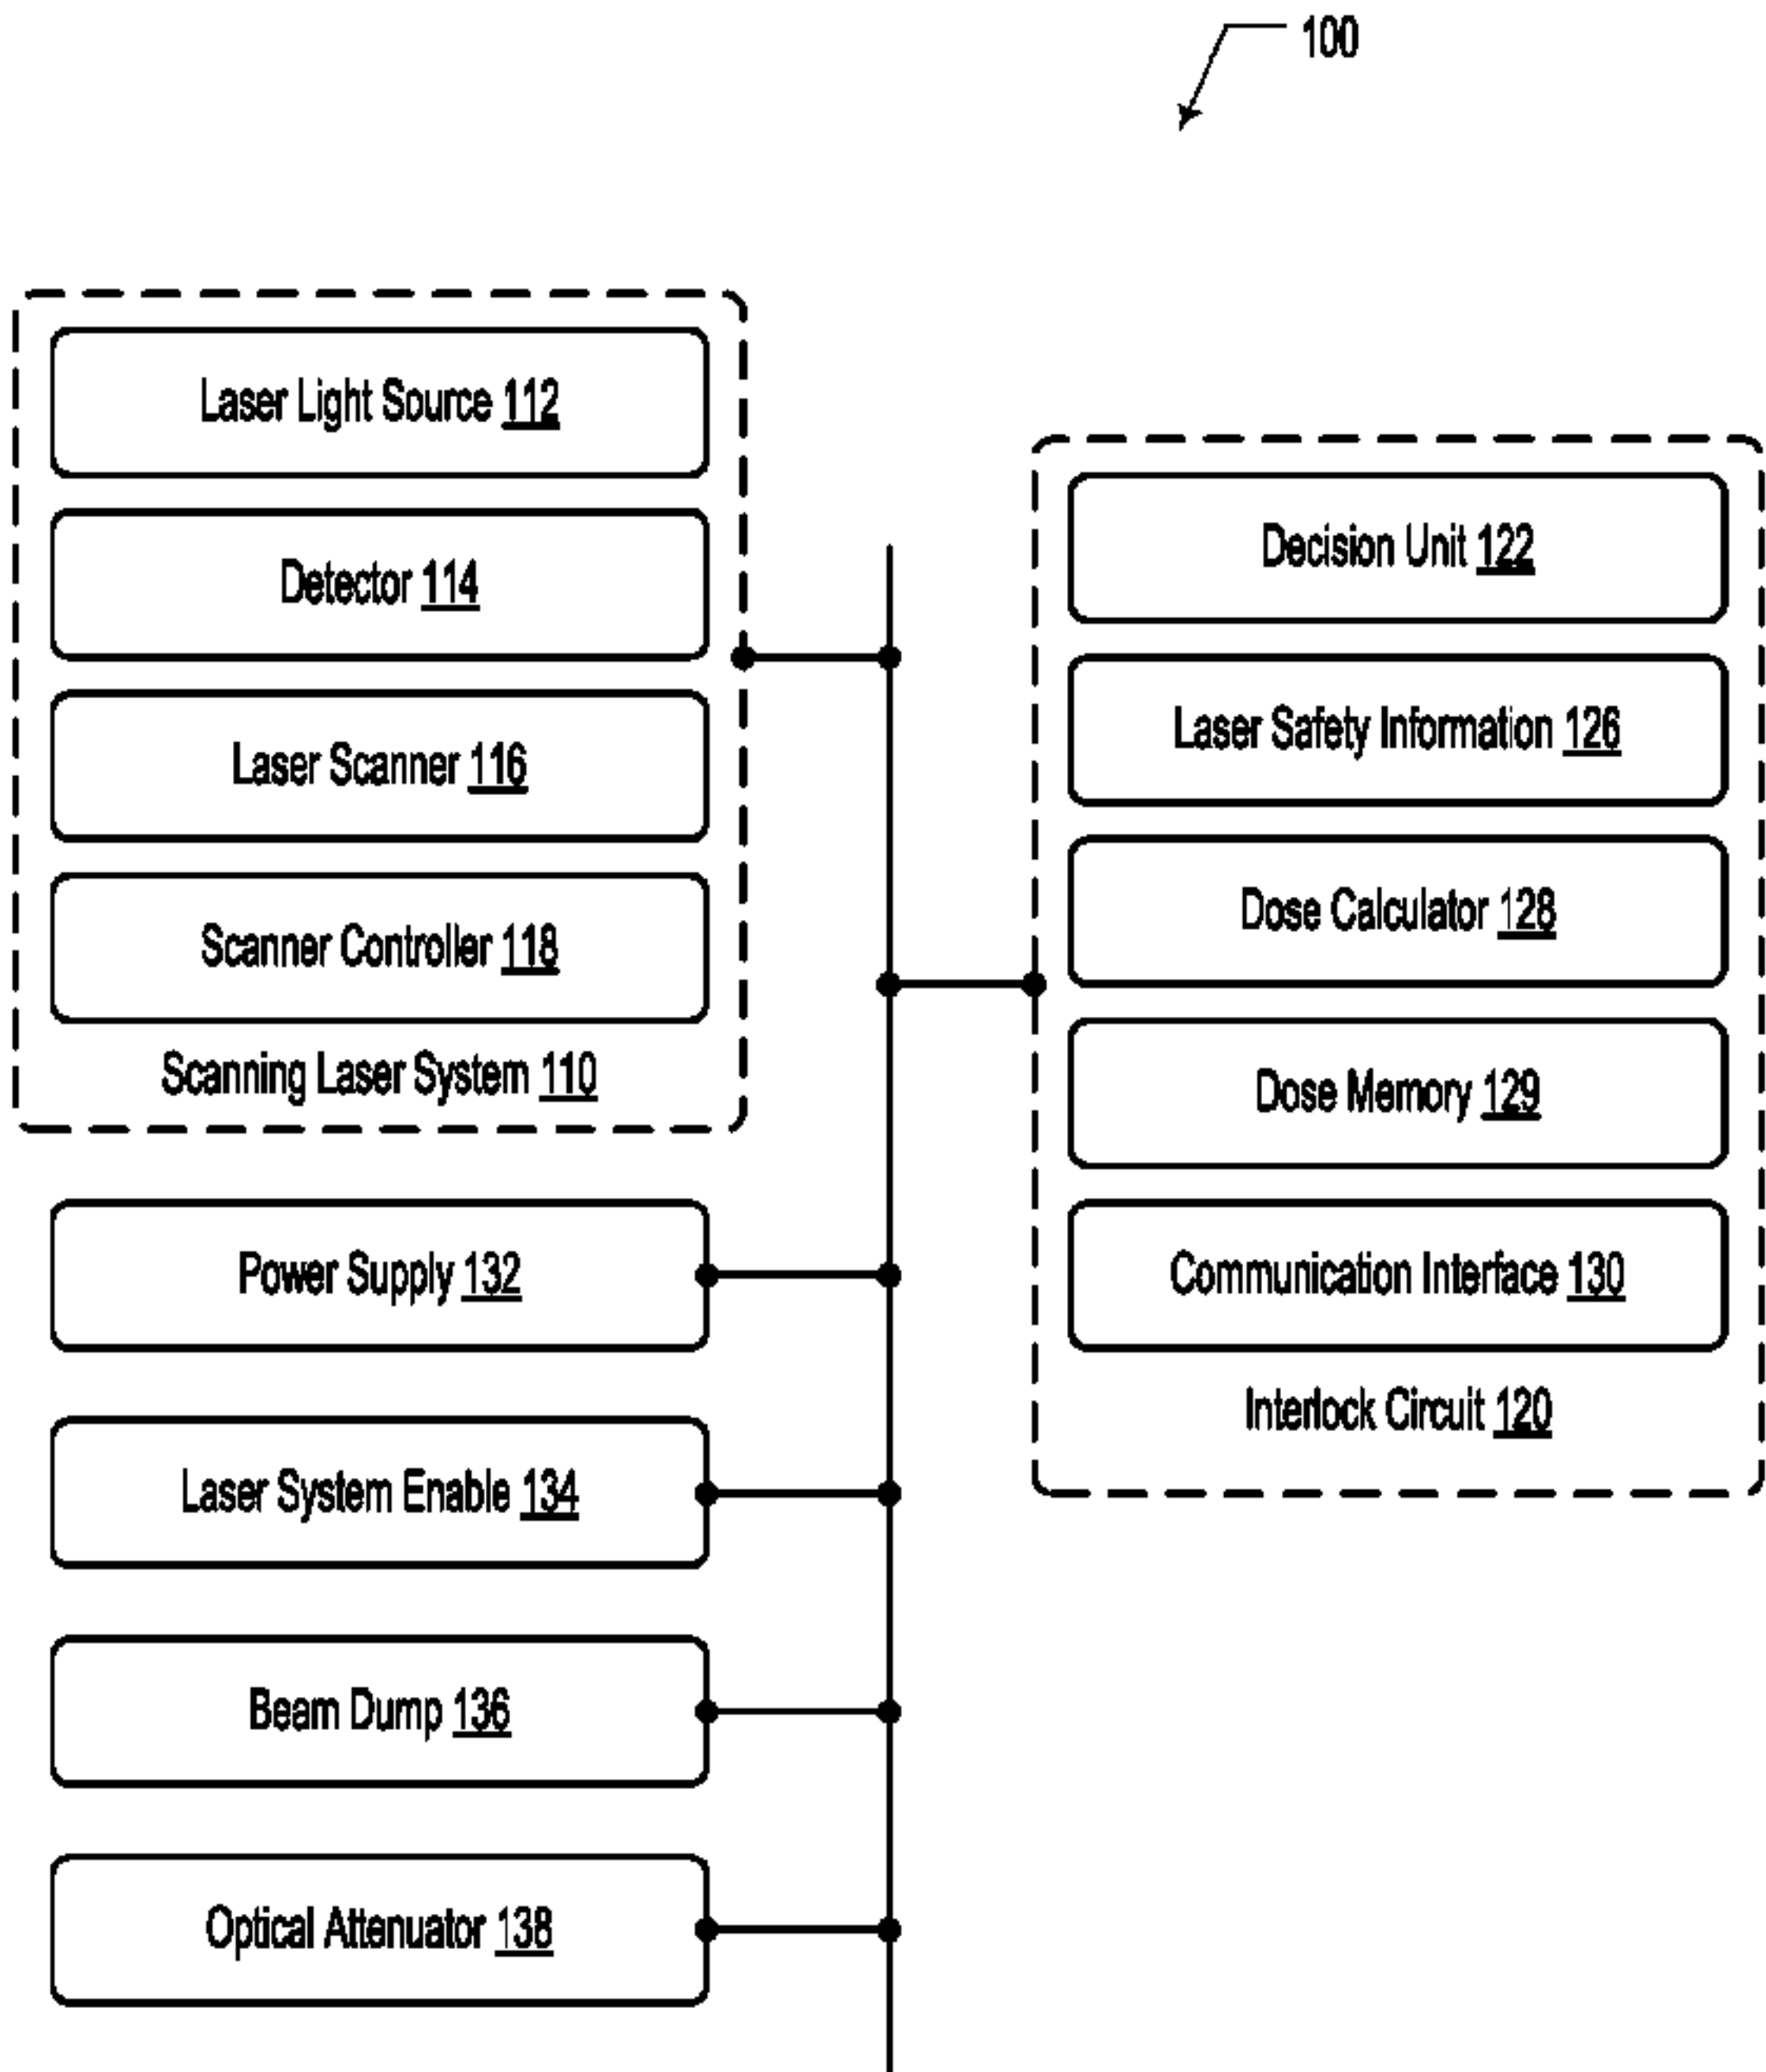 100
Laser Light Source 112
Detector 114
Laser Scanner 116
Scanner Controller 118
Scanning Laser System 110
Decision Unit 122
Laser Safety Information 126
Dose Calculator 128
Dose Memory 129
Communication Interface 130
Interlock Circuit 120
Power Supply 132
Laser System Enable 134
Beam Dump 136
Optical Attenuator 138